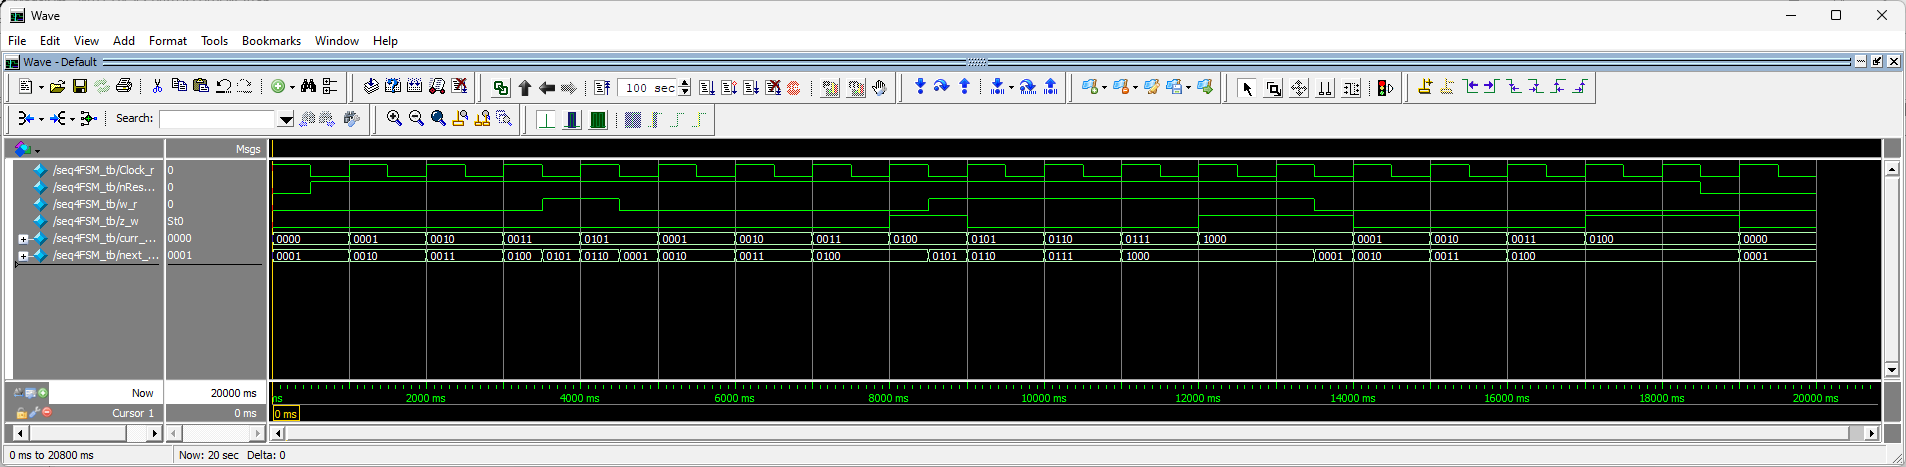 Wave
File Edit View Add Format Tools Bookmarks Window Help
Wave - Default
100 sec
Search:
Msgs
/seq4FSM_tb/Clock_r 0
/seq4FSM_tb/nRes... 0
/seq4FSM_tb/w_r 0
/seq4FSM_tb/z_w St0
/seq4FSM_tb/curr_... 0000 0000 0001 0010 0011 0101 0001 0010 0011 0100 0101 0110 0111 1000 0001 0010 0011 0100 0000
/seq4FSM_tb/next_... 0001 0001 0010 0011 0100 0101 0110 0001 0010 0011 0100 0101 0110 0111 1000 0001 0010 0011 0100 0001
Now 20000 ms ns 2000 ms 4000 ms 6000 ms 8000 ms 10000 ms 12000 ms 14000 ms 16000 ms 18000 ms 20000 ms
Cursor 1 0 ms 0 ms
0 ms to 20800 ms Now: 20 sec Delta: 0